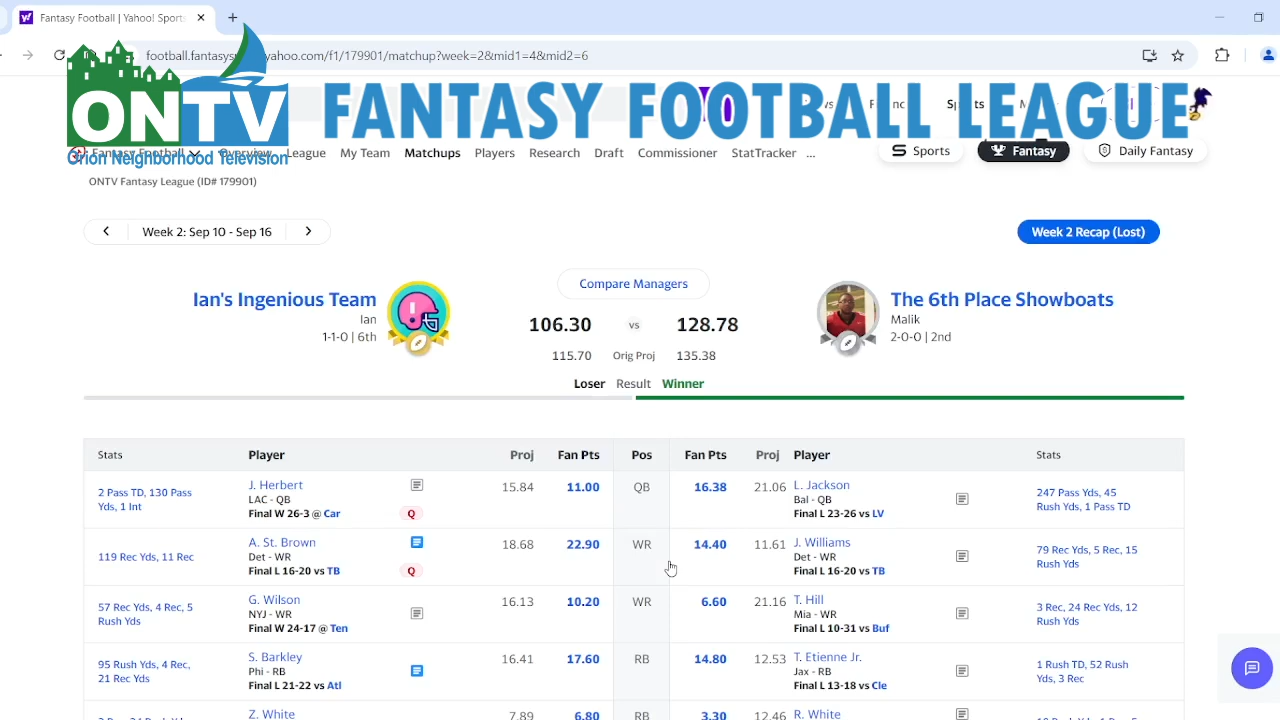 Fantasy Football | Yahoo! Sports
football.fantasys yahoo.com/f1/179901/matchup?week=2&mid1=4&mid2=6
ONTV
Orion Neighborhood Television
FANTASY FOOTBALL LEAGUE
Sports
Fantasy Football Overview League My Team Matchups Players Research Draft Commissioner StatTracker ...
Sports Fantasy Daily Fantasy
ONTV Fantasy League (ID# 179901)
Week 2: Sep 10 - Sep 16
Week 2 Recap (Lost)
Compare Managers
Ian's Ingenious Team
Ian
1-1-0 | 6th
106.30 vs 128.78
115.70 Orig Proj 135.38
Loser Result Winner
The 6th Place Showboats
Malik
2-0-0 | 2nd
Stats Player Proj Fan Pts Pos Fan Pts Proj Player Stats
2 Pass TD, 130 Pass
Yds, 1 Int
J. Herbert
LAC - QB
Final W 26-3 @ Car
Q
15.84 11.00 QB 16.38 21.06
L. Jackson
Bal - QB
Final L 23-26 vs LV
247 Pass Yds, 45
Rush Yds, 1 Pass TD
119 Rec Yds, 11 Rec
A. St. Brown
Det - WR
Final L 16-20 vs TB
Q
18.68 22.90 WR 14.40 11.61
J. Williams
Det - WR
Final L 16-20 vs TB
79 Rec Yds, 5 Rec, 15
Rush Yds
57 Rec Yds, 4 Rec, 5
Rush Yds
G. Wilson
NYJ - WR
Final W 24-17 @ Ten
16.13 10.20 WR 6.60 21.16
T. Hill
Mia - WR
Final L 10-31 vs Buf
3 Rec, 24 Rec Yds, 12
Rush Yds
95 Rush Yds, 4 Rec,
21 Rec Yds
S. Barkley
Phi - RB
Final L 21-22 vs Atl
16.41 17.60 RB 14.80 12.53
T. Etienne Jr.
Jax - RB
Final L 13-18 vs Cle
1 Rush TD, 52 Rush
Yds, 3 Rec
Z. White
7.89 6.80 RB 3.30 12.46
R. White